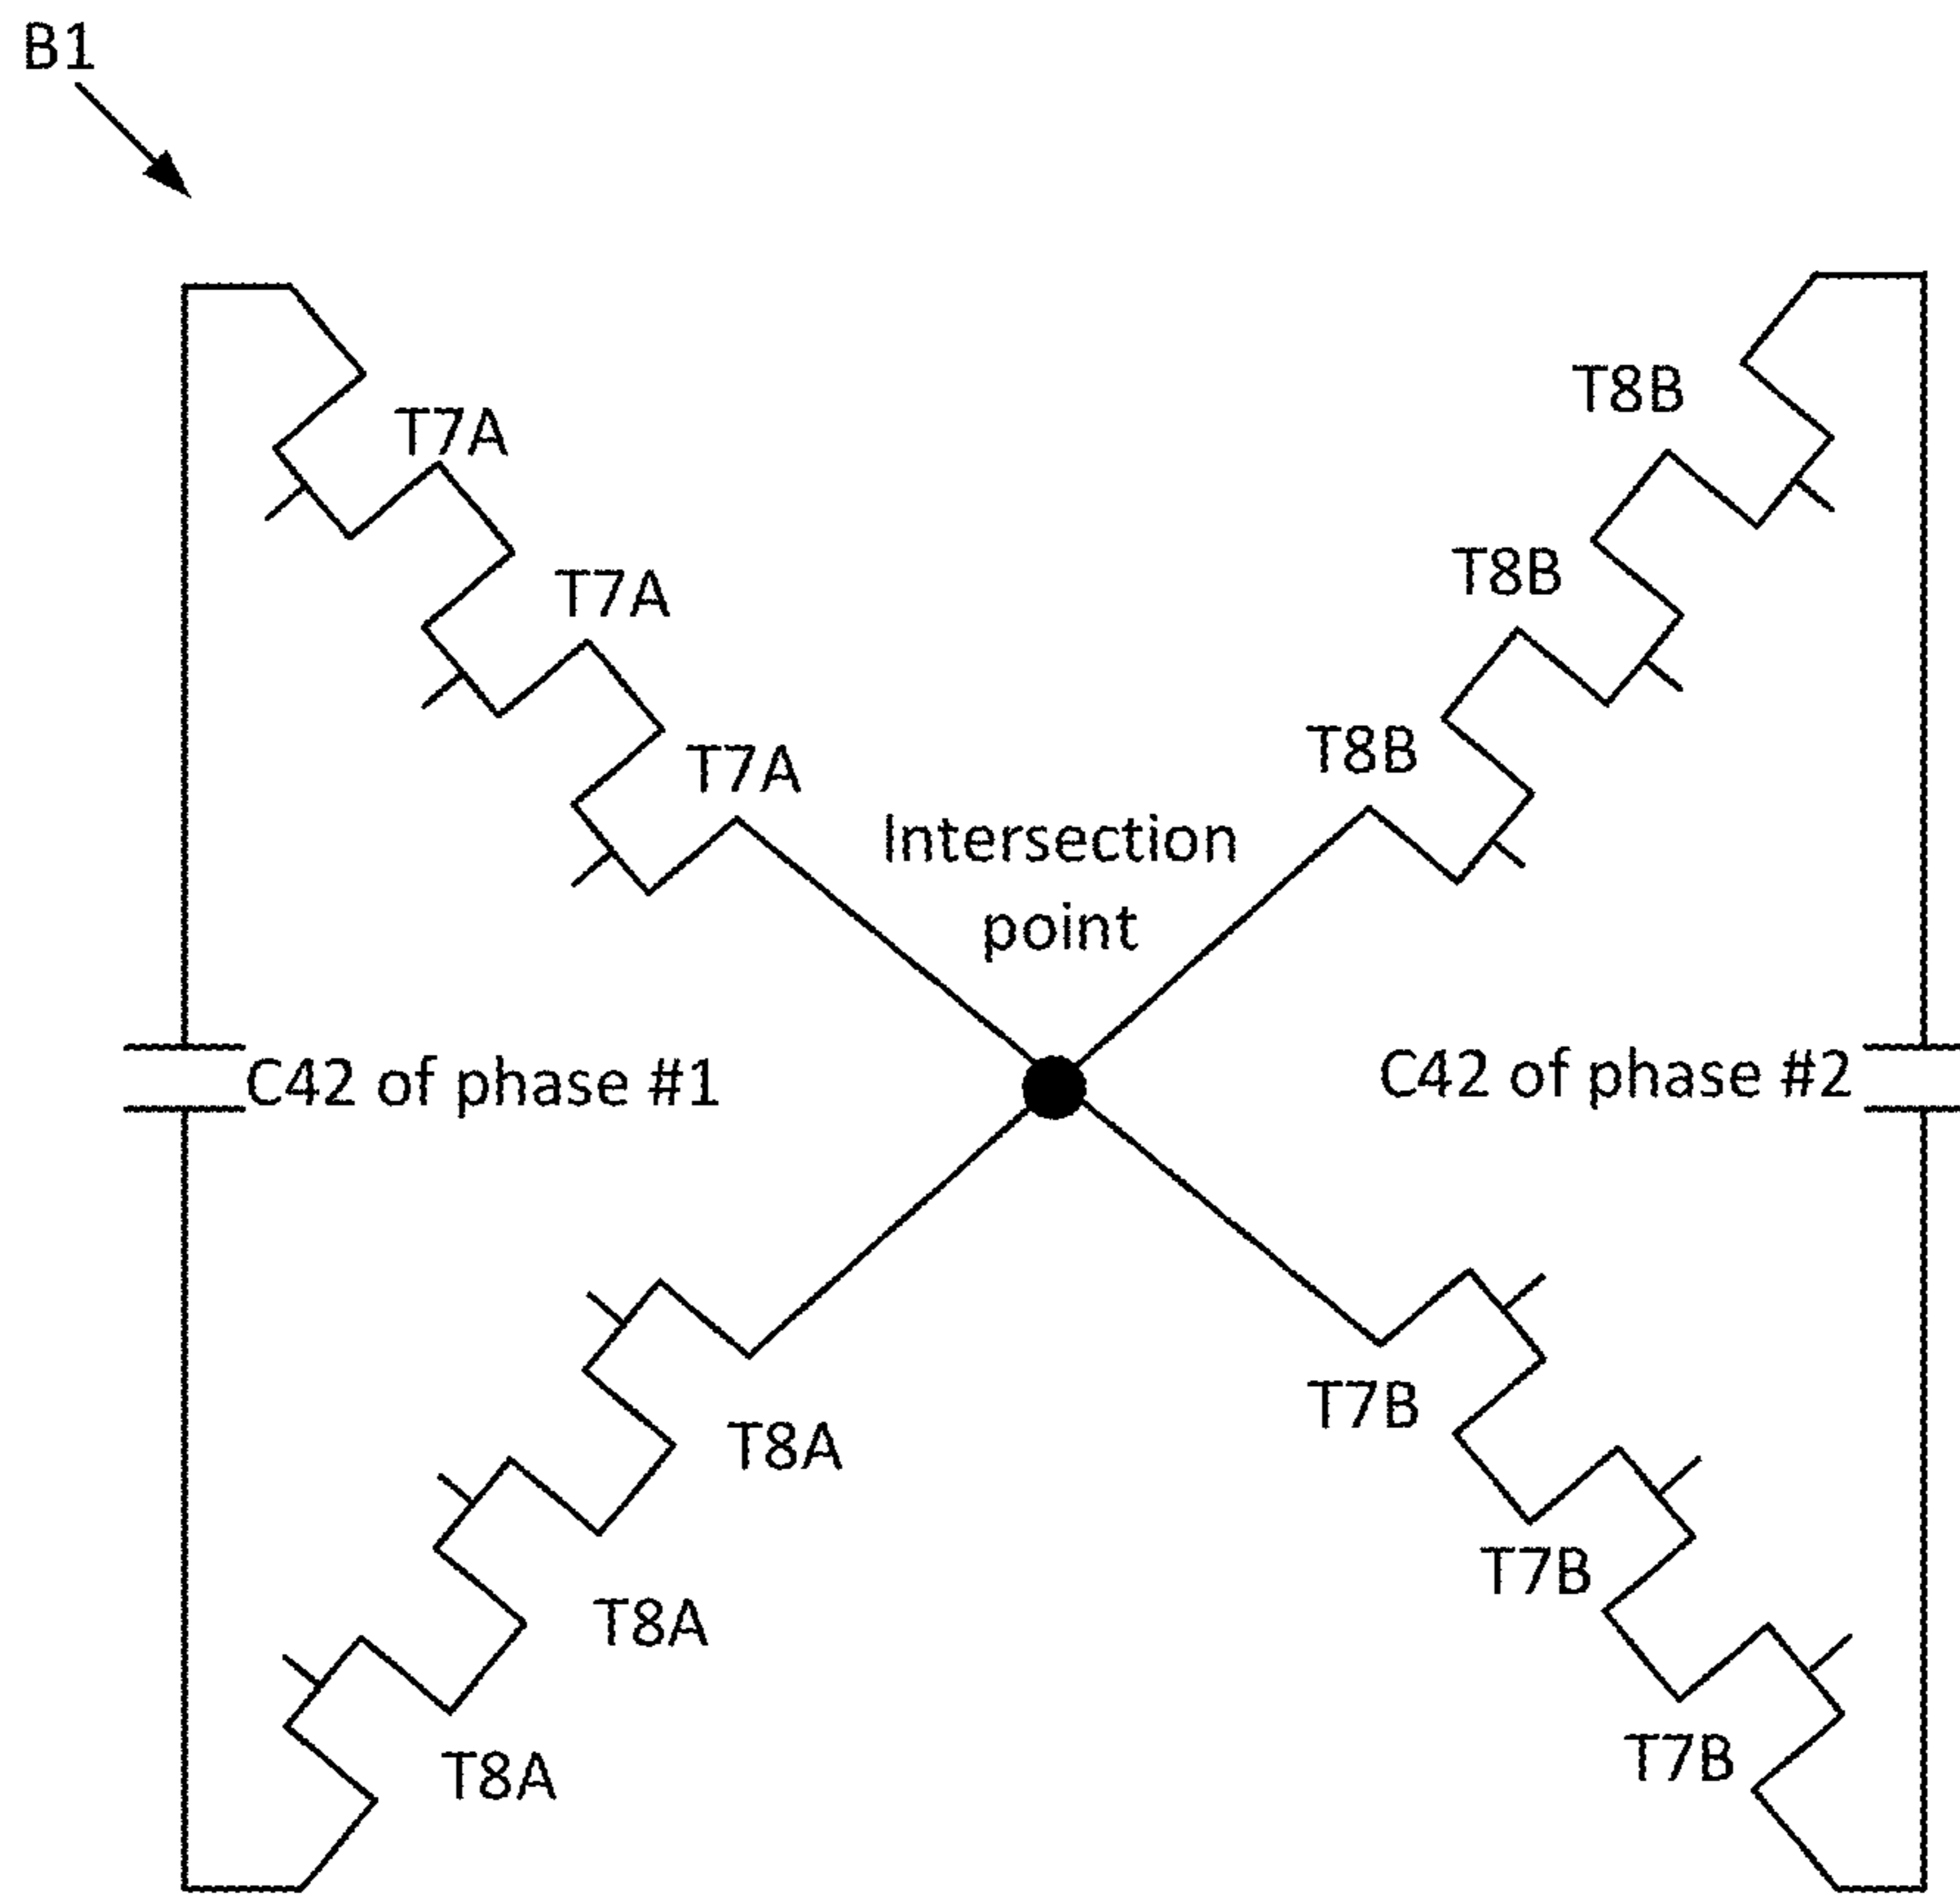 B1
T8B
T7A
T8B
T7A
T8B
T7A
Intersection
point
C42 of phase #1
C42 of phase #2
T7B
T8A
T7B
T8A
T7B
T8A